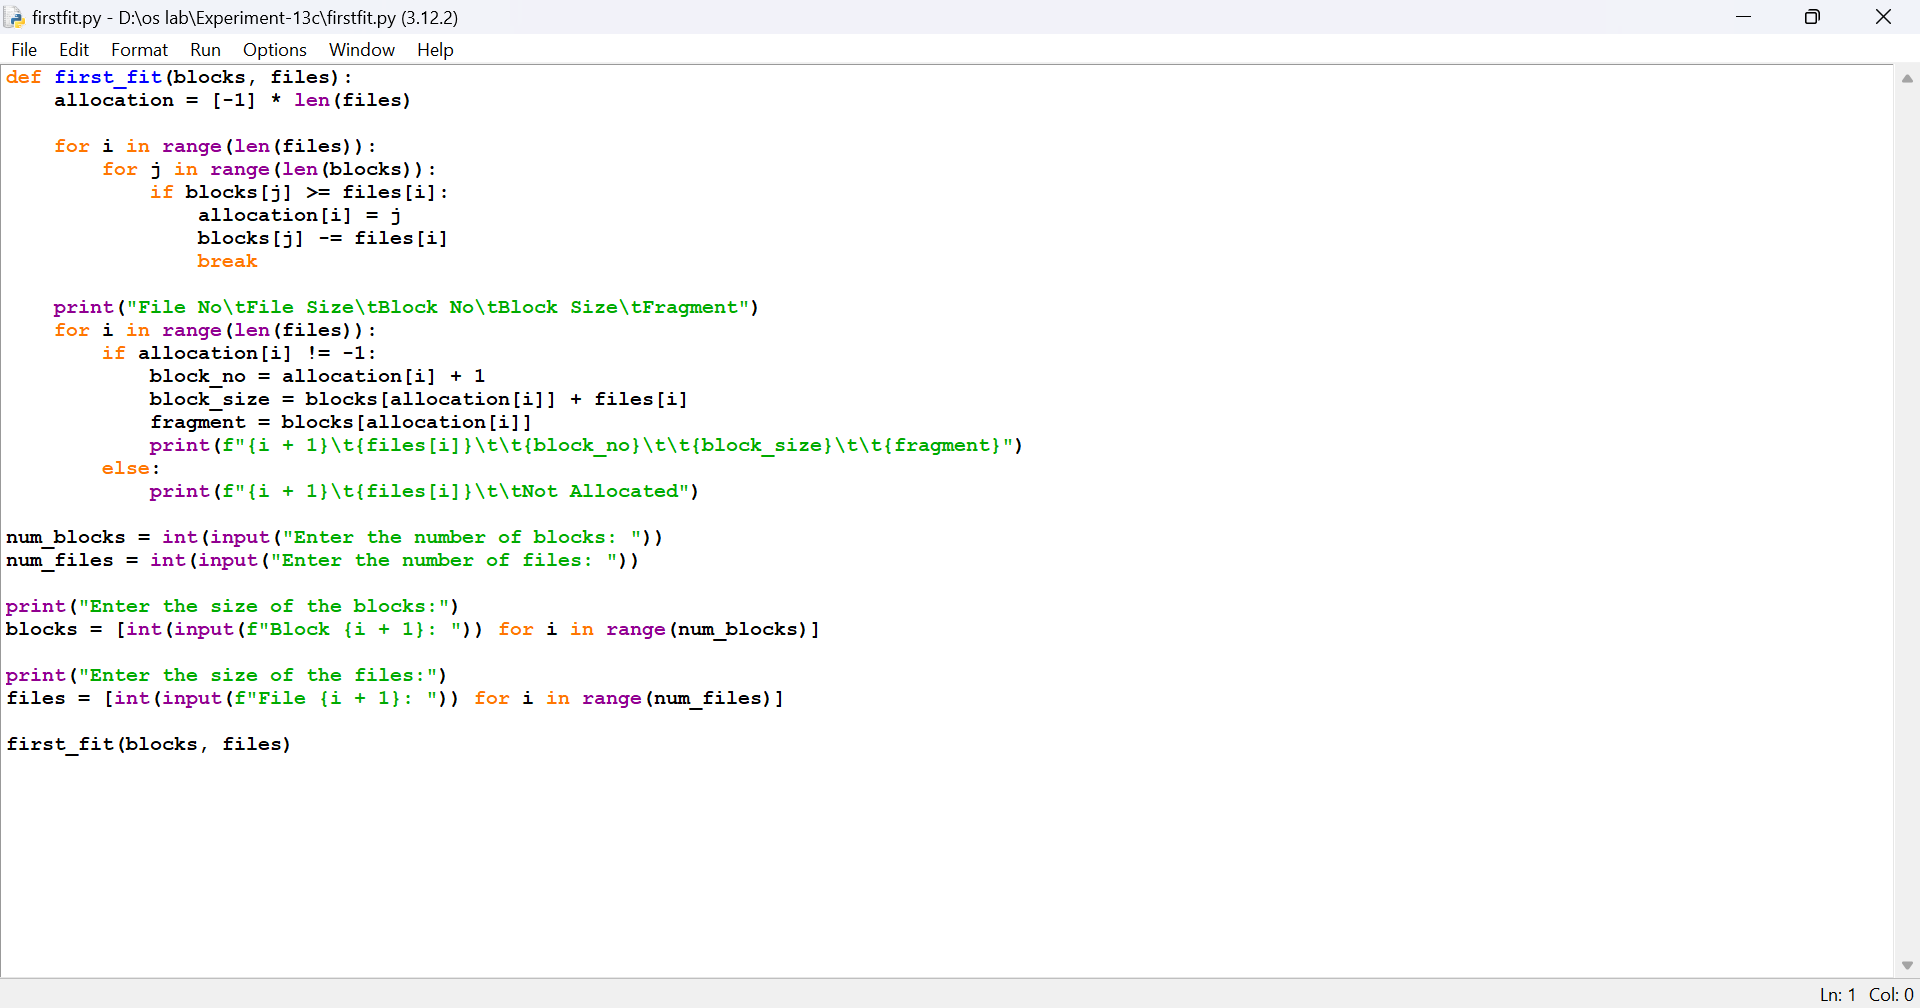 firstfit.py - D:\os lab\Experiment-13c\firstfit.py (3.12.2)
File Edit Format Run Options Window Help
def first_fit(blocks, files):
    allocation = [-1] * len(files)

    for i in range(len(files)):
        for j in range(len(blocks)):
            if blocks[j] >= files[i]:
                allocation[i] = j
                blocks[j] -= files[i]
                break

    print("File No\tFile Size\tBlock No\tBlock Size\tFragment")
    for i in range(len(files)):
        if allocation[i] != -1:
            block_no = allocation[i] + 1
            block_size = blocks[allocation[i]] + files[i]
            fragment = blocks[allocation[i]]
            print(f"{i + 1}\t{files[i]}\t\t{block_no}\t\t{block_size}\t\t{fragment}")
        else:
            print(f"{i + 1}\t{files[i]}\t\tNot Allocated")

num_blocks = int(input("Enter the number of blocks: "))
num_files = int(input("Enter the number of files: "))

print("Enter the size of the blocks:")
blocks = [int(input(f"Block {i + 1}: ")) for i in range(num_blocks)]

print("Enter the size of the files:")
files = [int(input(f"File {i + 1}: ")) for i in range(num_files)]

first_fit(blocks, files)
Ln: 1 Col: 0